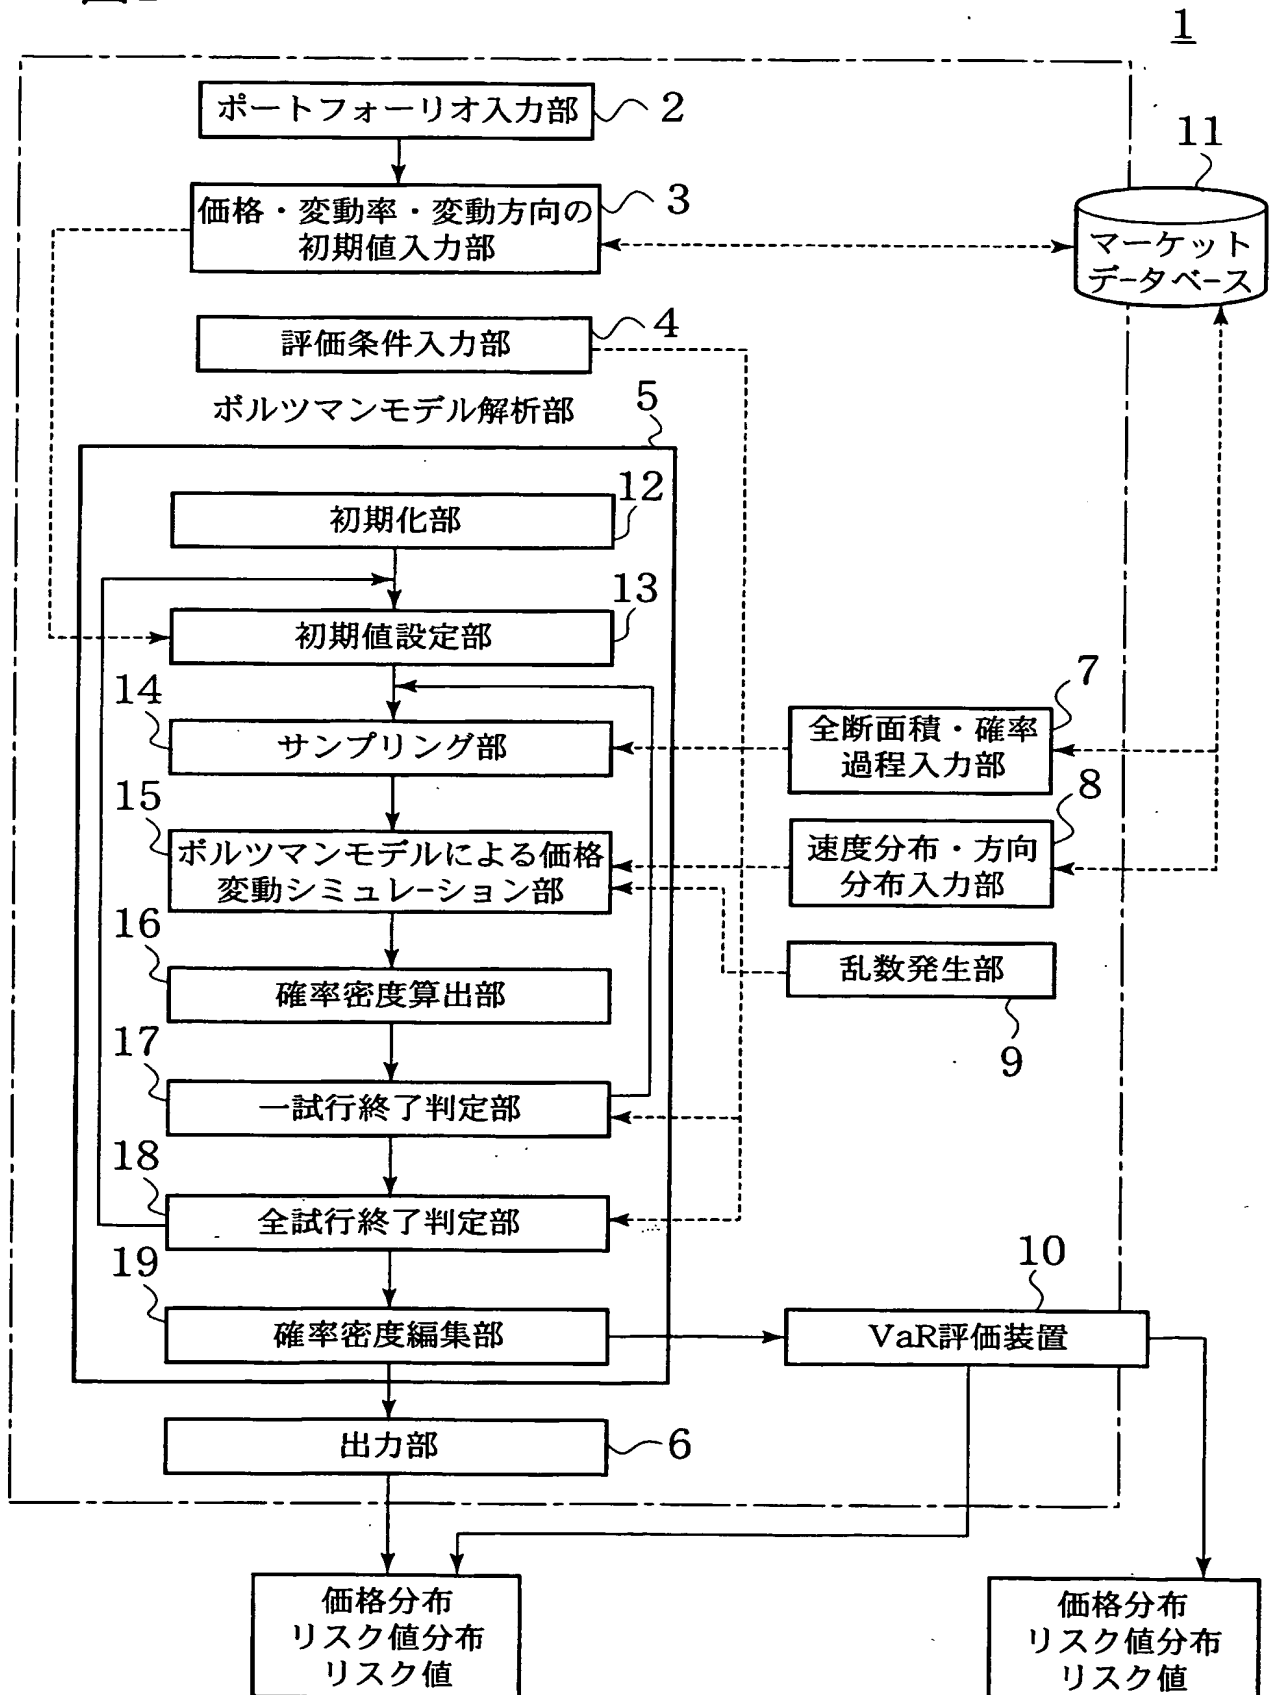 1
ポートフォーリオ入力部
2
11
価格・変動率・変動方向の
初期値入力部
3
マーケット
データベース
評価条件入力部
4
ボルツマンモデル解析部
5
初期化部
12
初期値設定部
13
14
サンプリング部
全断面積・確率
過程入力部
7
15
ボルツマンモデルによる価格
変動シミュレーション部
速度分布・方向
分布入力部
8
16
確率密度算出部
乱数発生部
9
17
一試行終了判定部
18
全試行終了判定部
19
確率密度編集部
10
VaR評価装置
出力部
6
価格分布
リスク値分布
リスク値
価格分布
リスク値分布
リスク値